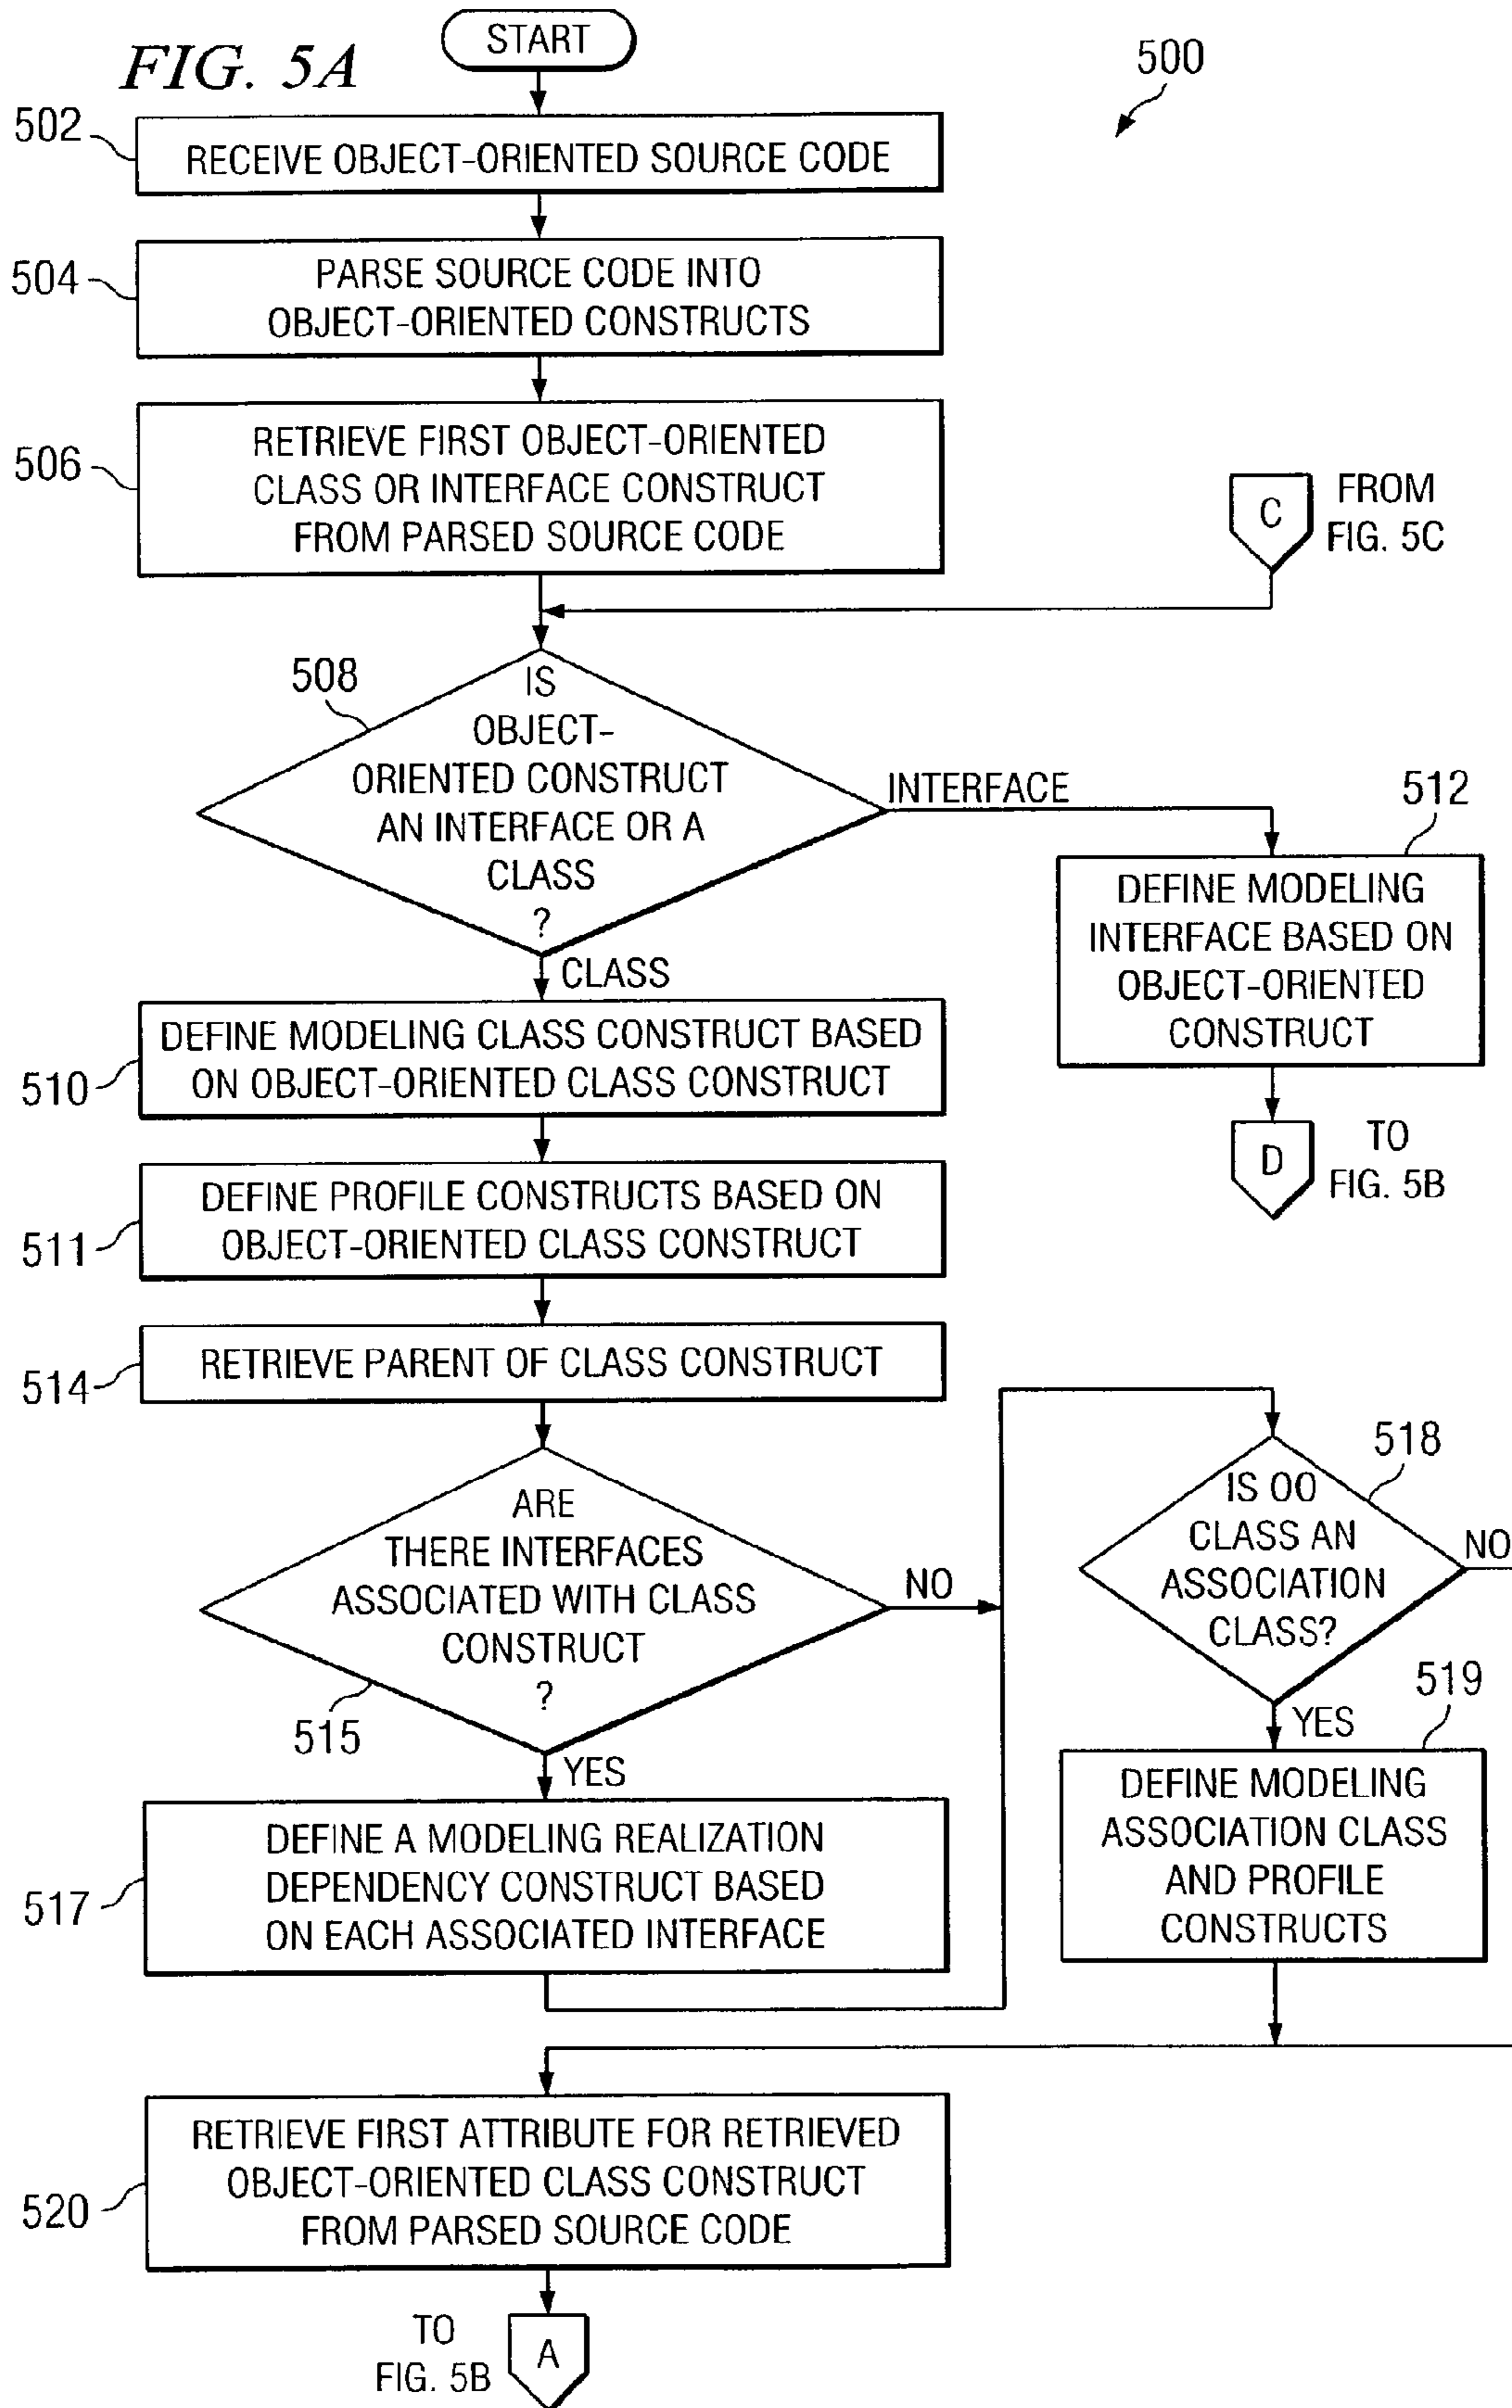 FIG. 5A
START
500
502
RECEIVE OBJECT-ORIENTED SOURCE CODE
504
PARSE SOURCE CODE INTO
OBJECT-ORIENTED CONSTRUCTS
506
RETRIEVE FIRST OBJECT-ORIENTED
CLASS OR INTERFACE CONSTRUCT
FROM PARSED SOURCE CODE
C
FROM
FIG. 5C
508
IS
OBJECT-
ORIENTED CONSTRUCT
AN INTERFACE OR A
CLASS
?
INTERFACE
512
DEFINE MODELING
INTERFACE BASED ON
OBJECT-ORIENTED
CONSTRUCT
D
TO
FIG. 5B
CLASS
510
DEFINE MODELING CLASS CONSTRUCT BASED
ON OBJECT-ORIENTED CLASS CONSTRUCT
511
DEFINE PROFILE CONSTRUCTS BASED ON
OBJECT-ORIENTED CLASS CONSTRUCT
514
RETRIEVE PARENT OF CLASS CONSTRUCT
ARE
THERE INTERFACES
ASSOCIATED WITH CLASS
CONSTRUCT
?
515
NO
YES
517
DEFINE A MODELING REALIZATION
DEPENDENCY CONSTRUCT BASED
ON EACH ASSOCIATED INTERFACE
518
IS OO
CLASS AN
ASSOCIATION
CLASS?
NO
YES
519
DEFINE MODELING
ASSOCIATION CLASS
AND PROFILE
CONSTRUCTS
520
RETRIEVE FIRST ATTRIBUTE FOR RETRIEVED
OBJECT-ORIENTED CLASS CONSTRUCT
FROM PARSED SOURCE CODE
TO
FIG. 5B
A